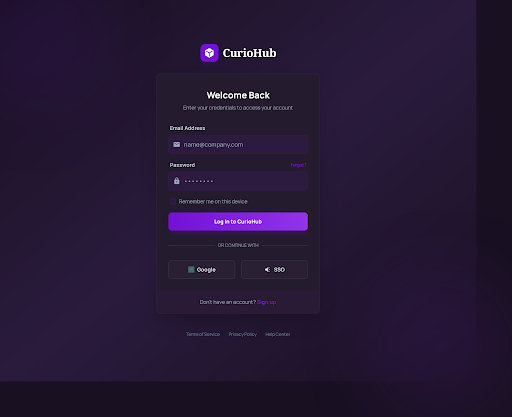 CurioHub
Welcome Back
Enter your credentials to access your account
Email Address
name@company.com
Password Forgot?
Remember me on this device
Log In to CurioHub
OR CONTINUE WITH
Google SSO
Don't have an account? Sign up
Terms of Service Privacy Policy Help Center